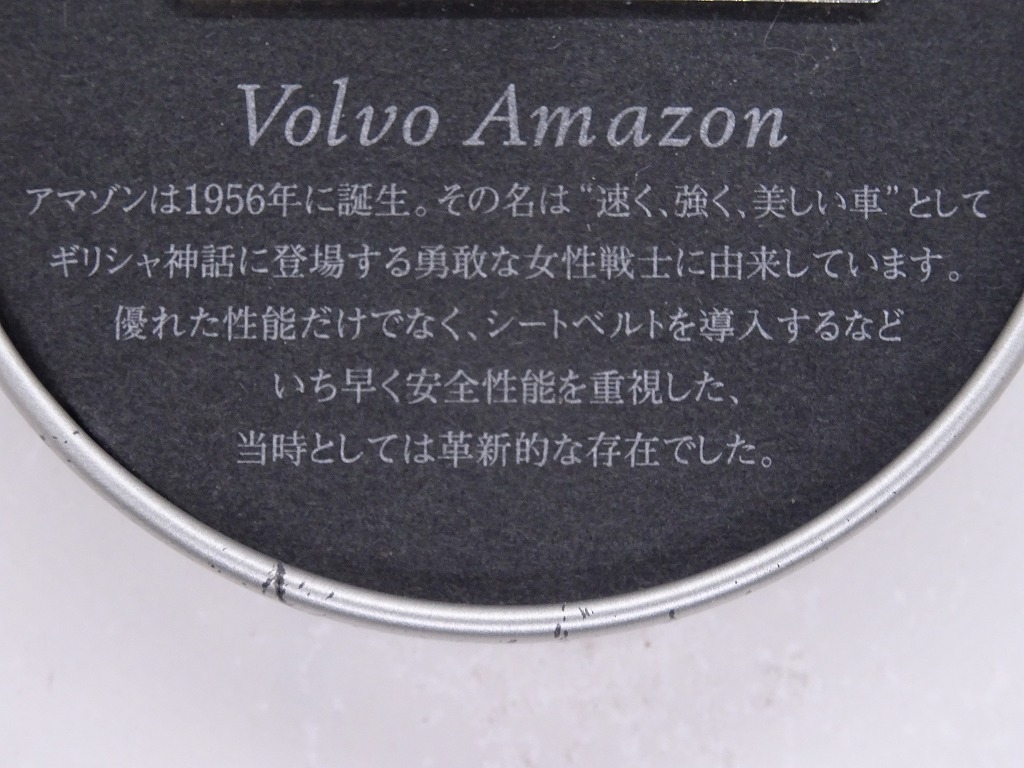 Volvo Amazon
アマゾンは1956年に誕生。その名は“速く、強く、美しい車”として
ギリシャ神話に登場する勇敢な女性戦士に由来しています。
優れた性能だけでなく、シートベルトを導入するなど
いち早く安全性能を重視した、
当時としては革新的な存在でした。